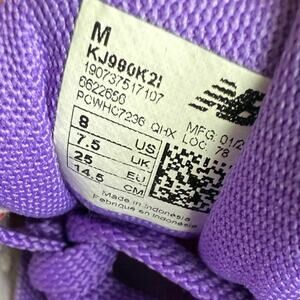 M
KJ980K2I
190737517107
6622656
PCWHC7236 QHX
MFG. 01/2
LOC: 78
8 US
7.5 UK
25 EU
14.5 CM
Made in Indonesia
Fabriqué en Indonésie